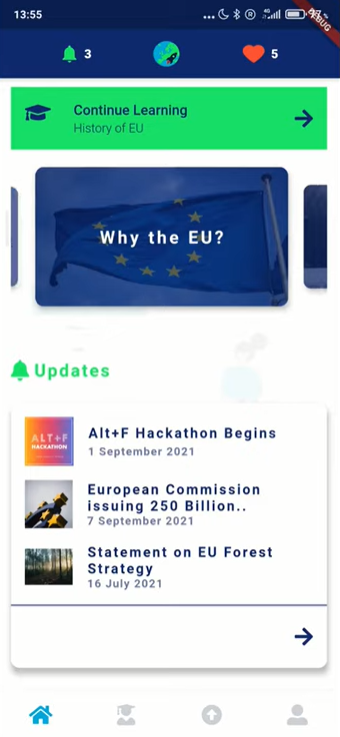 13:55
DEBUG
3
5
Continue Learning
History of EU
Why the EU?
Updates
ALT+F
HACKATHON
Alt+F Hackathon Begins
1 September 2021
European Commission
issuing 250 Billion..
7 September 2021
Statement on EU Forest
Strategy
16 July 2021